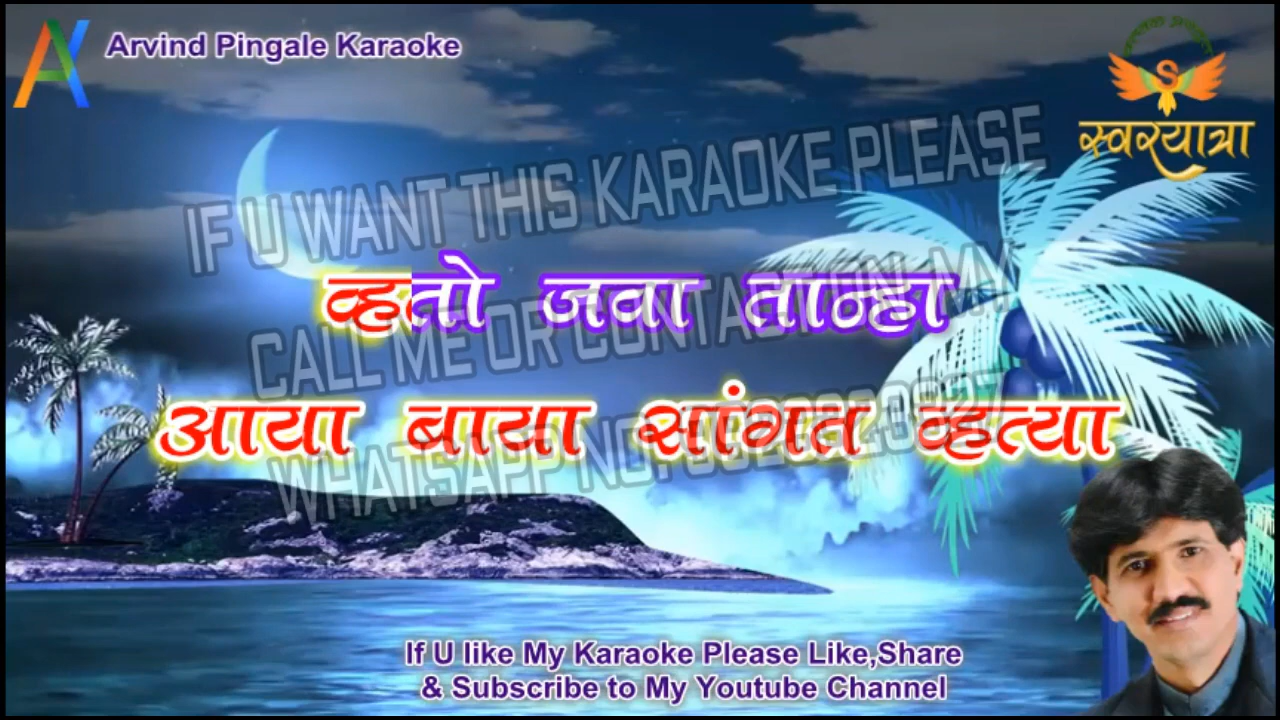 Arvind Pingale Karaoke
स्वरयात्रा
IF U WANT THIS KARAOKE PLEASE
व्हतो जवा तान्हा
CALL ME OR CONTACT ON MY
आया बाया सांगत व्हत्या
WHATSAPP NO.
If U like My Karaoke Please Like,Share
& Subscribe to My Youtube Channel